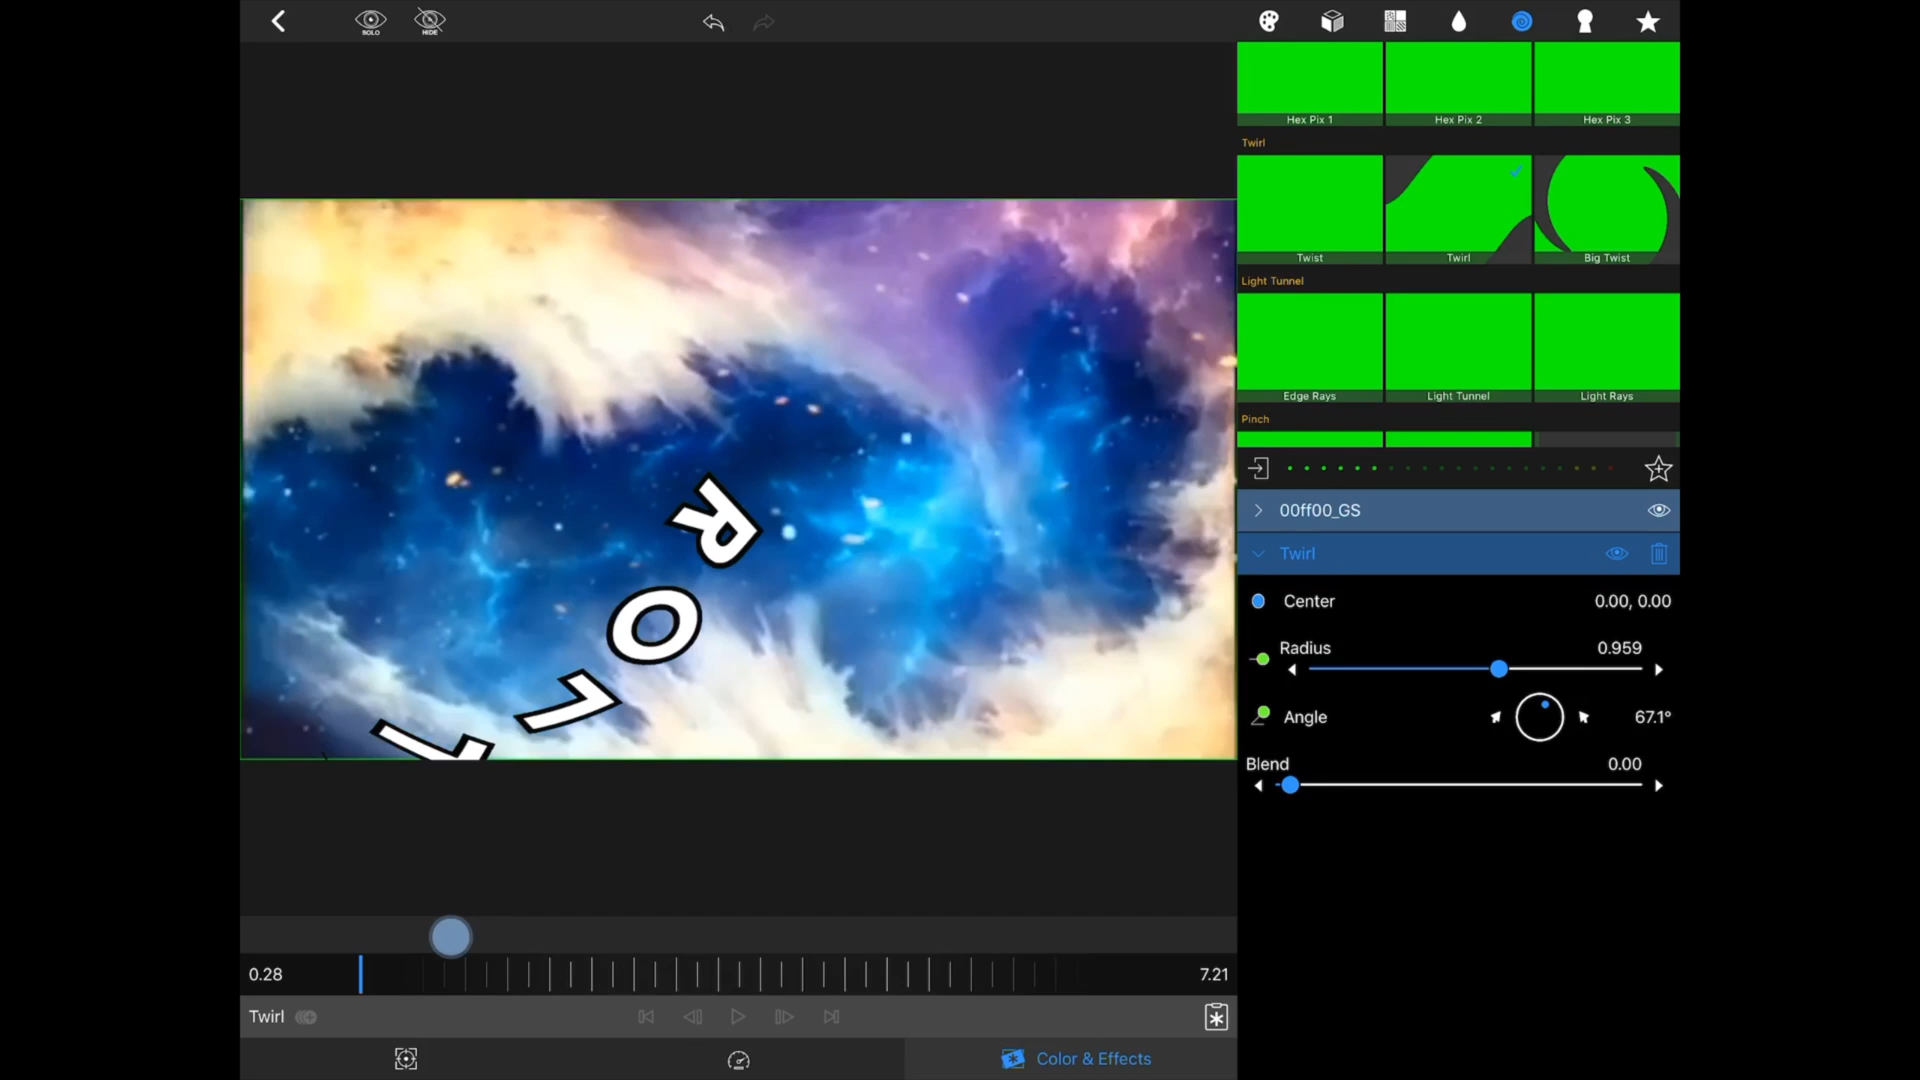 SOLO
HIDE
Hex Pix 1
Hex Pix 2
Hex Pix 3
Twirl
Twist
Twirl
Big Twist
Light Tunnel
Edge Rays
Light Tunnel
Light Rays
Pinch
00ff00_GS
Twirl
Center
0.00, 0.00
Radius
0.959
Angle
67.1°
Blend
0.00
R
O
0.28
7.21
Twirl
Color & Effects